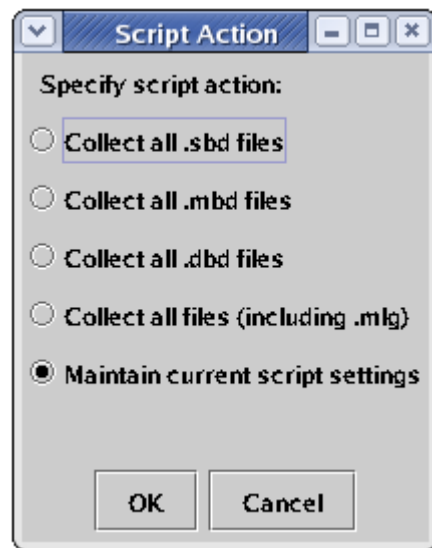 Script Action
Specify script action:
Collect all .sbd files
Collect all .mbd files
Collect all .dbd files
Collect all files (including .mlg)
Maintain current script settings
OK Cancel